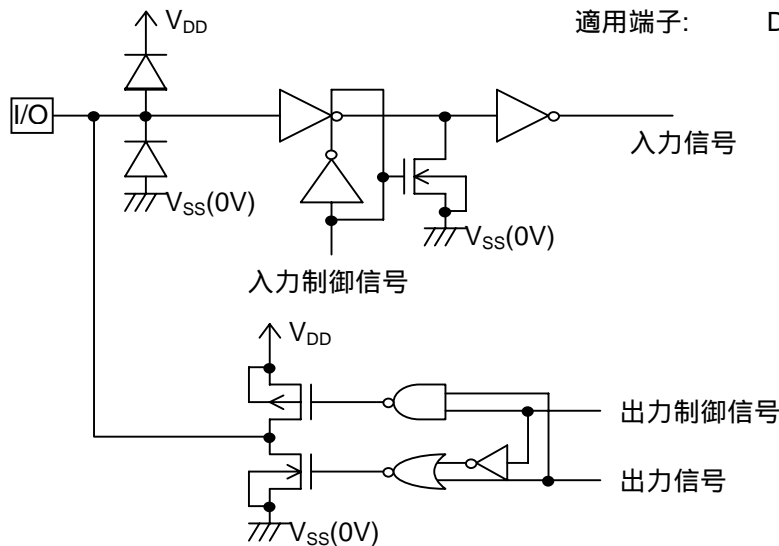 適用端子: D
V_DD
I/O
入力信号
V_SS(0V)
V_SS(0V)
入力制御信号
V_DD
出力制御信号
出力信号
V_SS(0V)